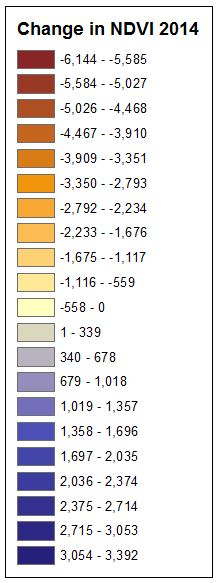 Change in NDVI 2014
-6,144 - -5,585
-5,584 - -5,027
-5,026 - -4,468
-4,467 - -3,910
-3,909 - -3,351
-3,350 - -2,793
-2,792 - -2,234
-2,233 - -1,676
-1,675 - -1,117
-1,116 - -559
-558 - 0
1 - 339
340 - 678
679 - 1,018
1,019 - 1,357
1,358 - 1,696
1,697 - 2,035
2,036 - 2,374
2,375 - 2,714
2,715 - 3,053
3,054 - 3,392